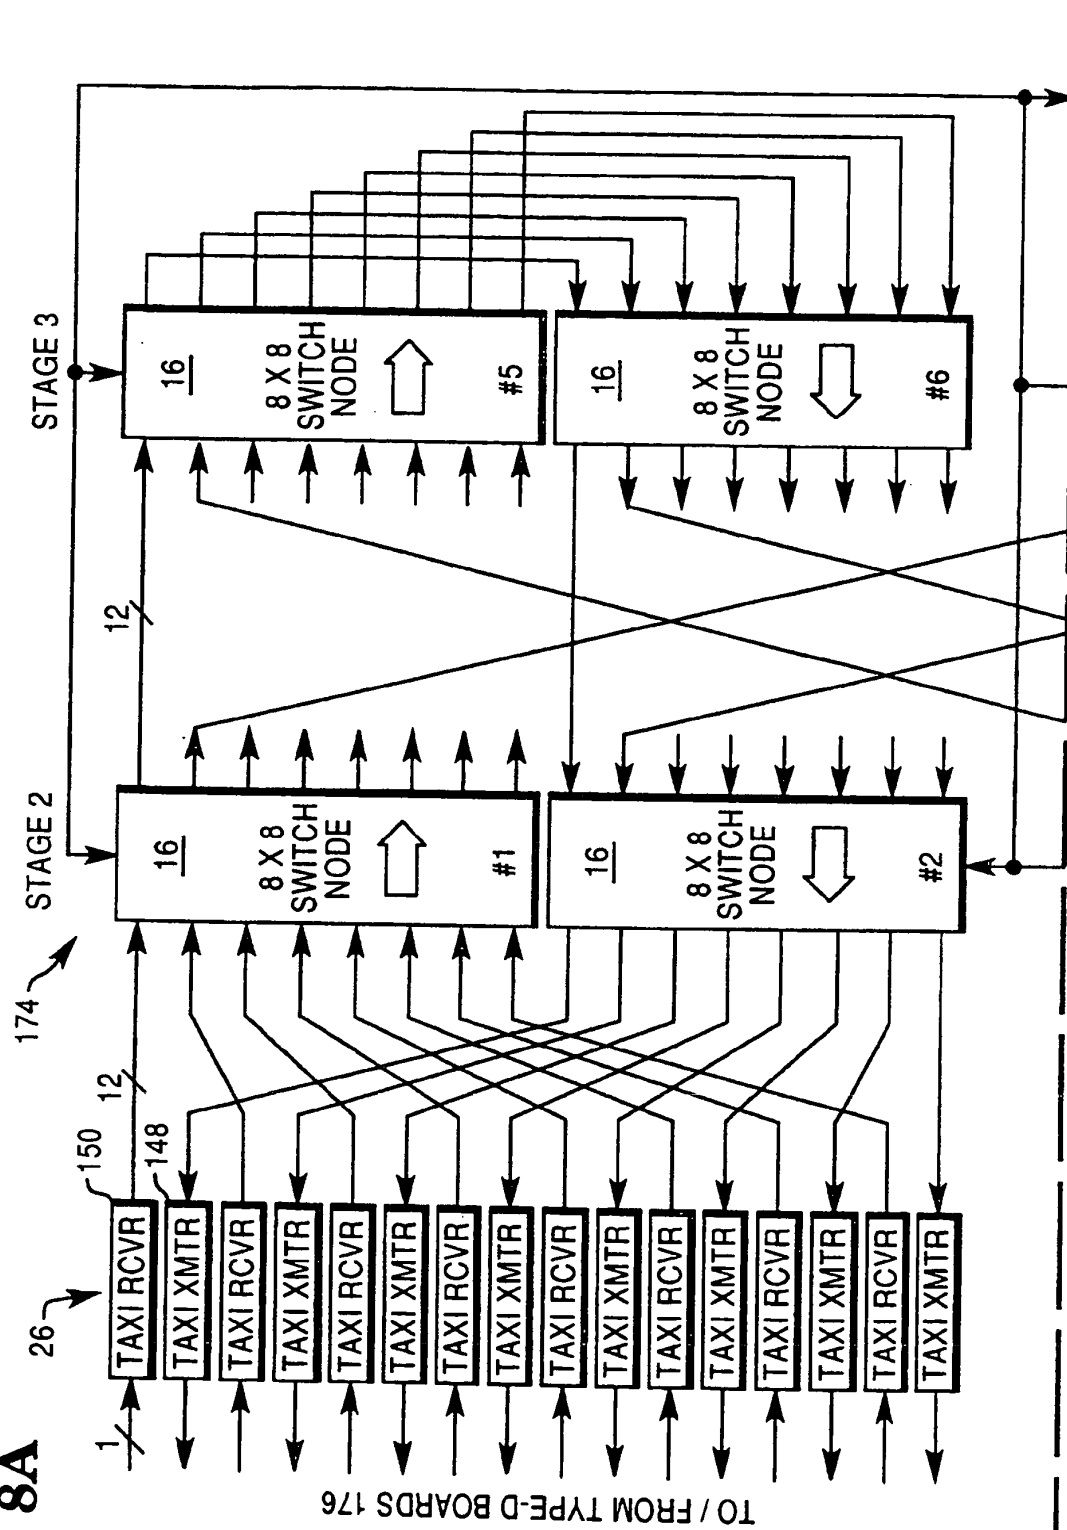 8A
TO / FROM TYPE-D BOARDS 176
26
1
TAXI RCVR
TAXI XMTR
TAXI RCVR
TAXI XMTR
TAXI RCVR
TAXI XMTR
TAXI RCVR
TAXI XMTR
TAXI RCVR
TAXI XMTR
TAXI RCVR
TAXI XMTR
TAXI RCVR
TAXI XMTR
TAXI RCVR
TAXI XMTR
150
148
12
174
STAGE 2
16
8 X 8
SWITCH
NODE
#1
16
8 X 8
SWITCH
NODE
#2
12
STAGE 3
16
8 X 8
SWITCH
NODE
#5
16
8 X 8
SWITCH
NODE
#6